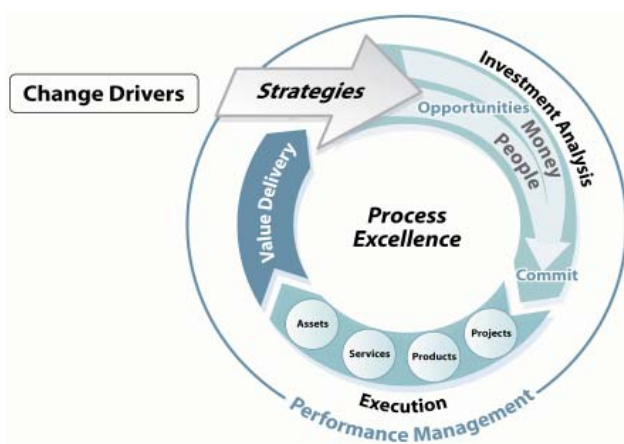 Change Drivers
Strategies
Opportunities
Investment Analysis
Money
People
Commit
Value Delivery
Process
Excellence
Assets
Services
Products
Projects
Execution
Performance Management